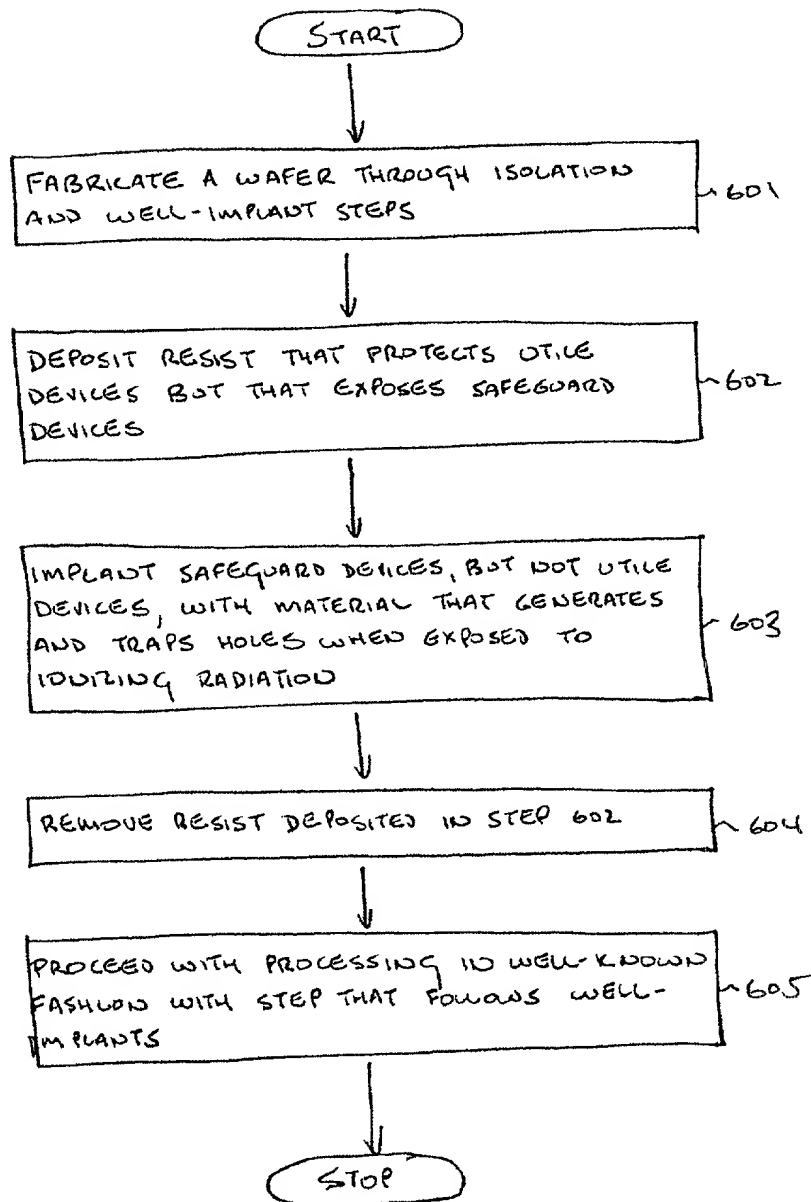 START
FABRICATE A WAFER THROUGH ISOLATION
AND WELL-IMPLANT STEPS
601
DEPOSIT RESIST THAT PROTECTS UTILE
DEVICES BUT THAT EXPOSES SAFEGUARD
DEVICES
602
IMPLANT SAFEGUARD DEVICES, BUT NOT UTILE
DEVICES, WITH MATERIAL THAT GENERATES
AND TRAPS HOLES WHEN EXPOSED TO
IONIZING RADIATION
603
REMOVE RESIST DEPOSITED IN STEP 602
604
PROCEED WITH PROCESSING IN WELL-KNOWN
FASHION WITH STEP THAT FOLLOWS WELL-
IMPLANTS
605
STOP